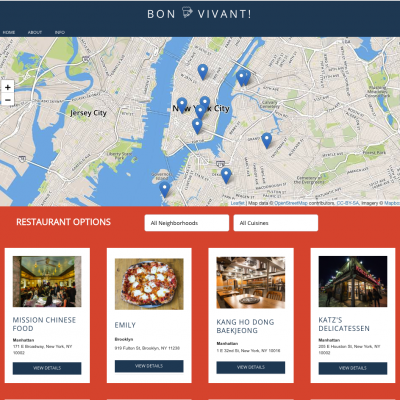 BON VIVANT!
HOME ABOUT INFO
+
−
Jersey City
New York City
Leaflet | Map data © OpenStreetMap contributors, CC-BY-SA, Imagery © Mapbox
RESTAURANT OPTIONS
All Neighborhoods
All Cuisines
MISSION CHINESE
FOOD
Manhattan
171 E Broadway, New York, NY
10002
VIEW DETAILS
EMILY
Brooklyn
919 Fulton St, Brooklyn, NY 11238
VIEW DETAILS
KANG HO DONG
BAEKJEONG
Manhattan
1 E 32nd St, New York, NY 10016
VIEW DETAILS
KATZ'S
DELICATESSEN
Manhattan
205 E Houston St, New York, NY
10002
VIEW DETAILS